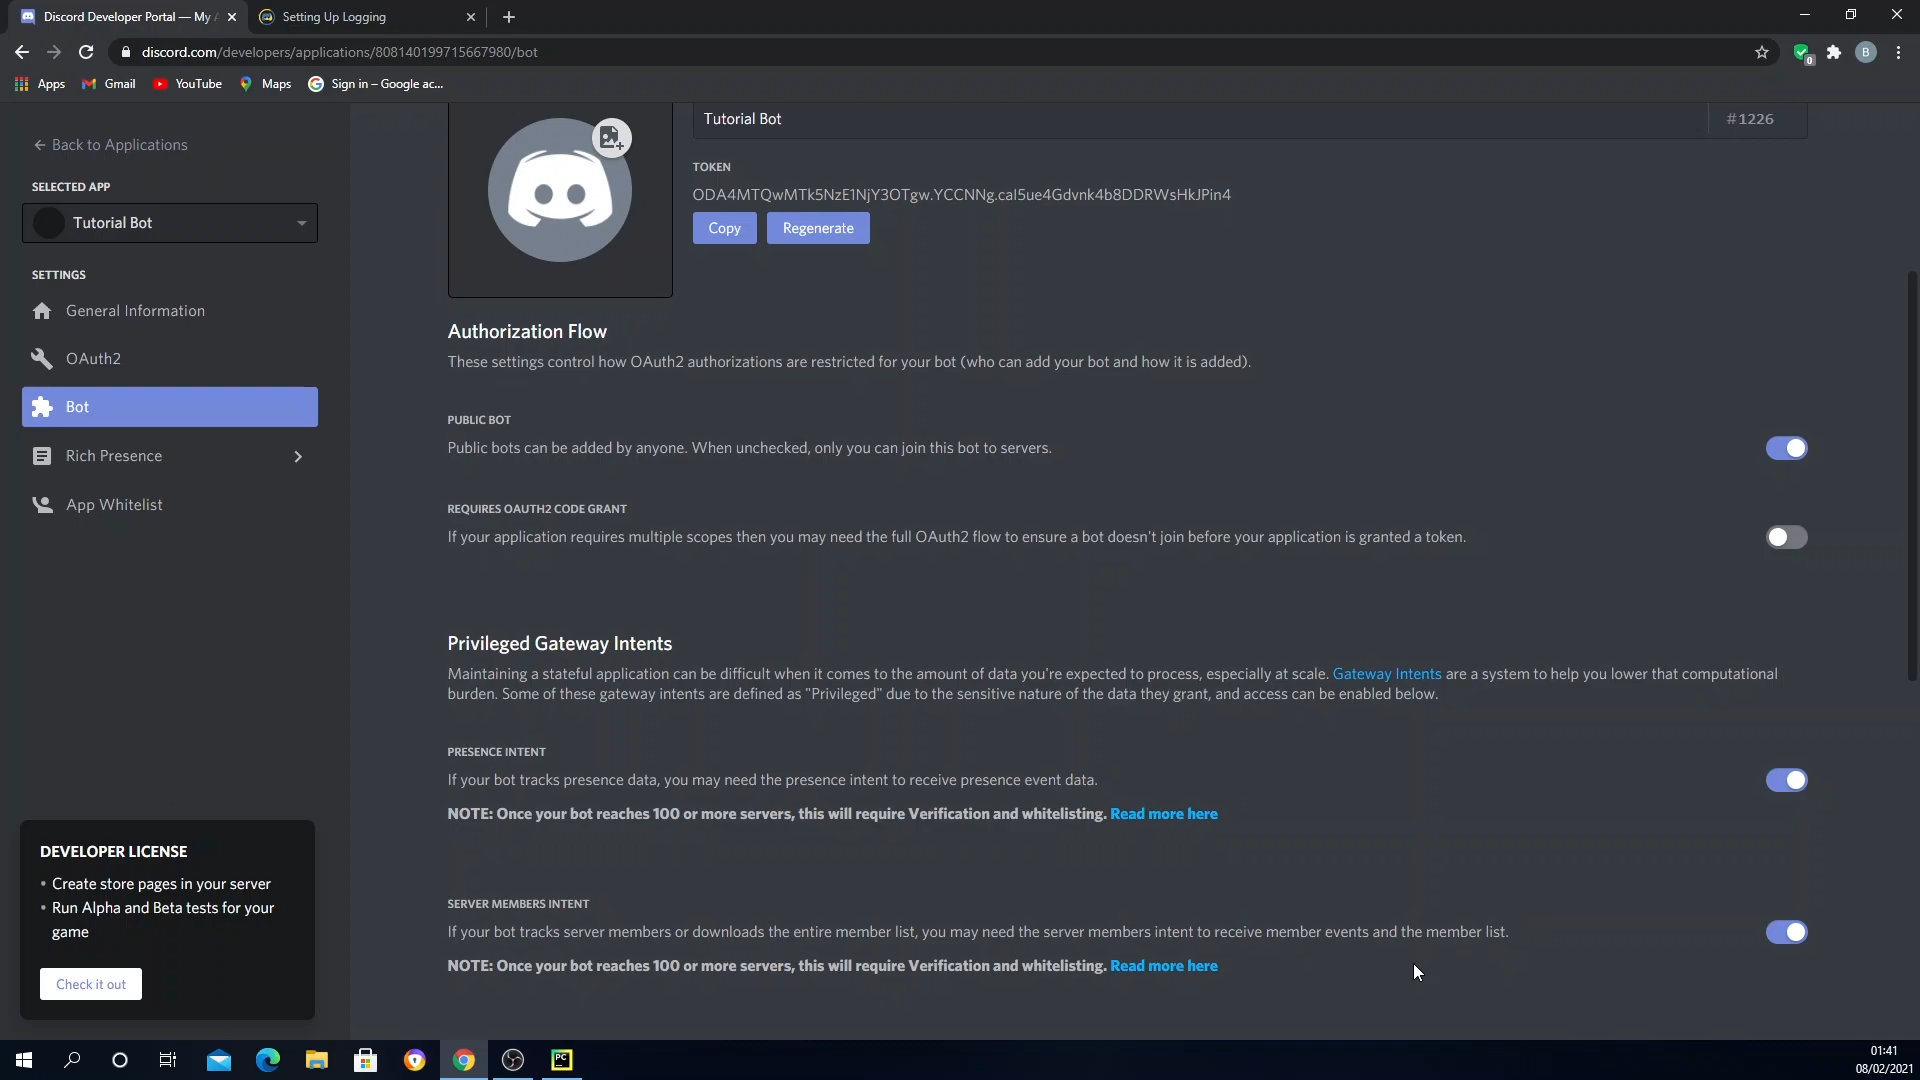 Discord Developer Portal — My A
Setting Up Logging
discord.com/developers/applications/808140199715667980/bot
0
B
Apps
Gmail
YouTube
Maps
Sign in – Google ac...
← Back to Applications
SELECTED APP
Tutorial Bot
SETTINGS
General Information
OAuth2
Bot
Rich Presence
App Whitelist
DEVELOPER LICENSE
• Create store pages in your server
• Run Alpha and Beta tests for your
game
Check it out
Tutorial Bot
#1226
TOKEN
Copy
Regenerate
Authorization Flow
These settings control how OAuth2 authorizations are restricted for your bot (who can add your bot and how it is added).
PUBLIC BOT
Public bots can be added by anyone. When unchecked, only you can join this bot to servers.
REQUIRES OAUTH2 CODE GRANT
If your application requires multiple scopes then you may need the full OAuth2 flow to ensure a bot doesn't join before your application is granted a token.
Privileged Gateway Intents
Maintaining a stateful application can be difficult when it comes to the amount of data you're expected to process, especially at scale. Gateway Intents are a system to help you lower that computational
burden. Some of these gateway intents are defined as "Privileged" due to the sensitive nature of the data they grant, and access can be enabled below.
PRESENCE INTENT
If your bot tracks presence data, you may need the presence intent to receive presence event data.
NOTE: Once your bot reaches 100 or more servers, this will require Verification and whitelisting. Read more here
SERVER MEMBERS INTENT
If your bot tracks server members or downloads the entire member list, you may need the server members intent to receive member events and the member list.
NOTE: Once your bot reaches 100 or more servers, this will require Verification and whitelisting. Read more here
PC
01:41
08/02/2021